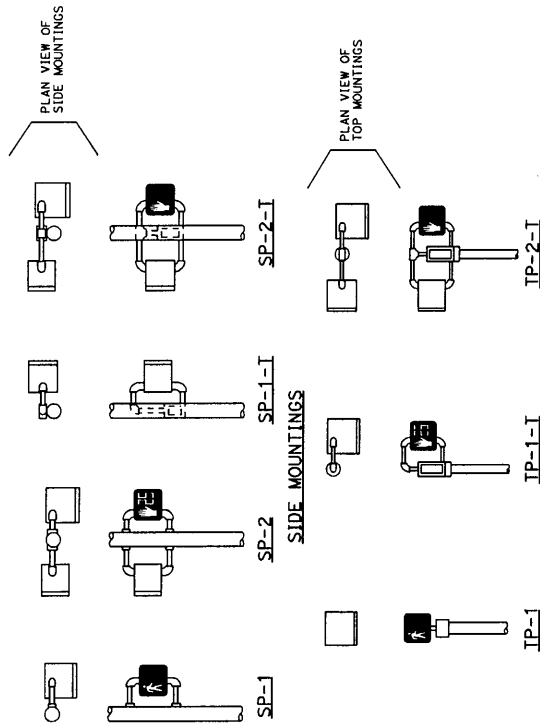 PLAN VIEW OF
SIDE MOUNTINGS
SP-1
SP-2
SP-1-T
SP-2-T
SIDE MOUNTINGS
PLAN VIEW OF
TOP MOUNTINGS
TP-1
TP-1-T
TP-2-T